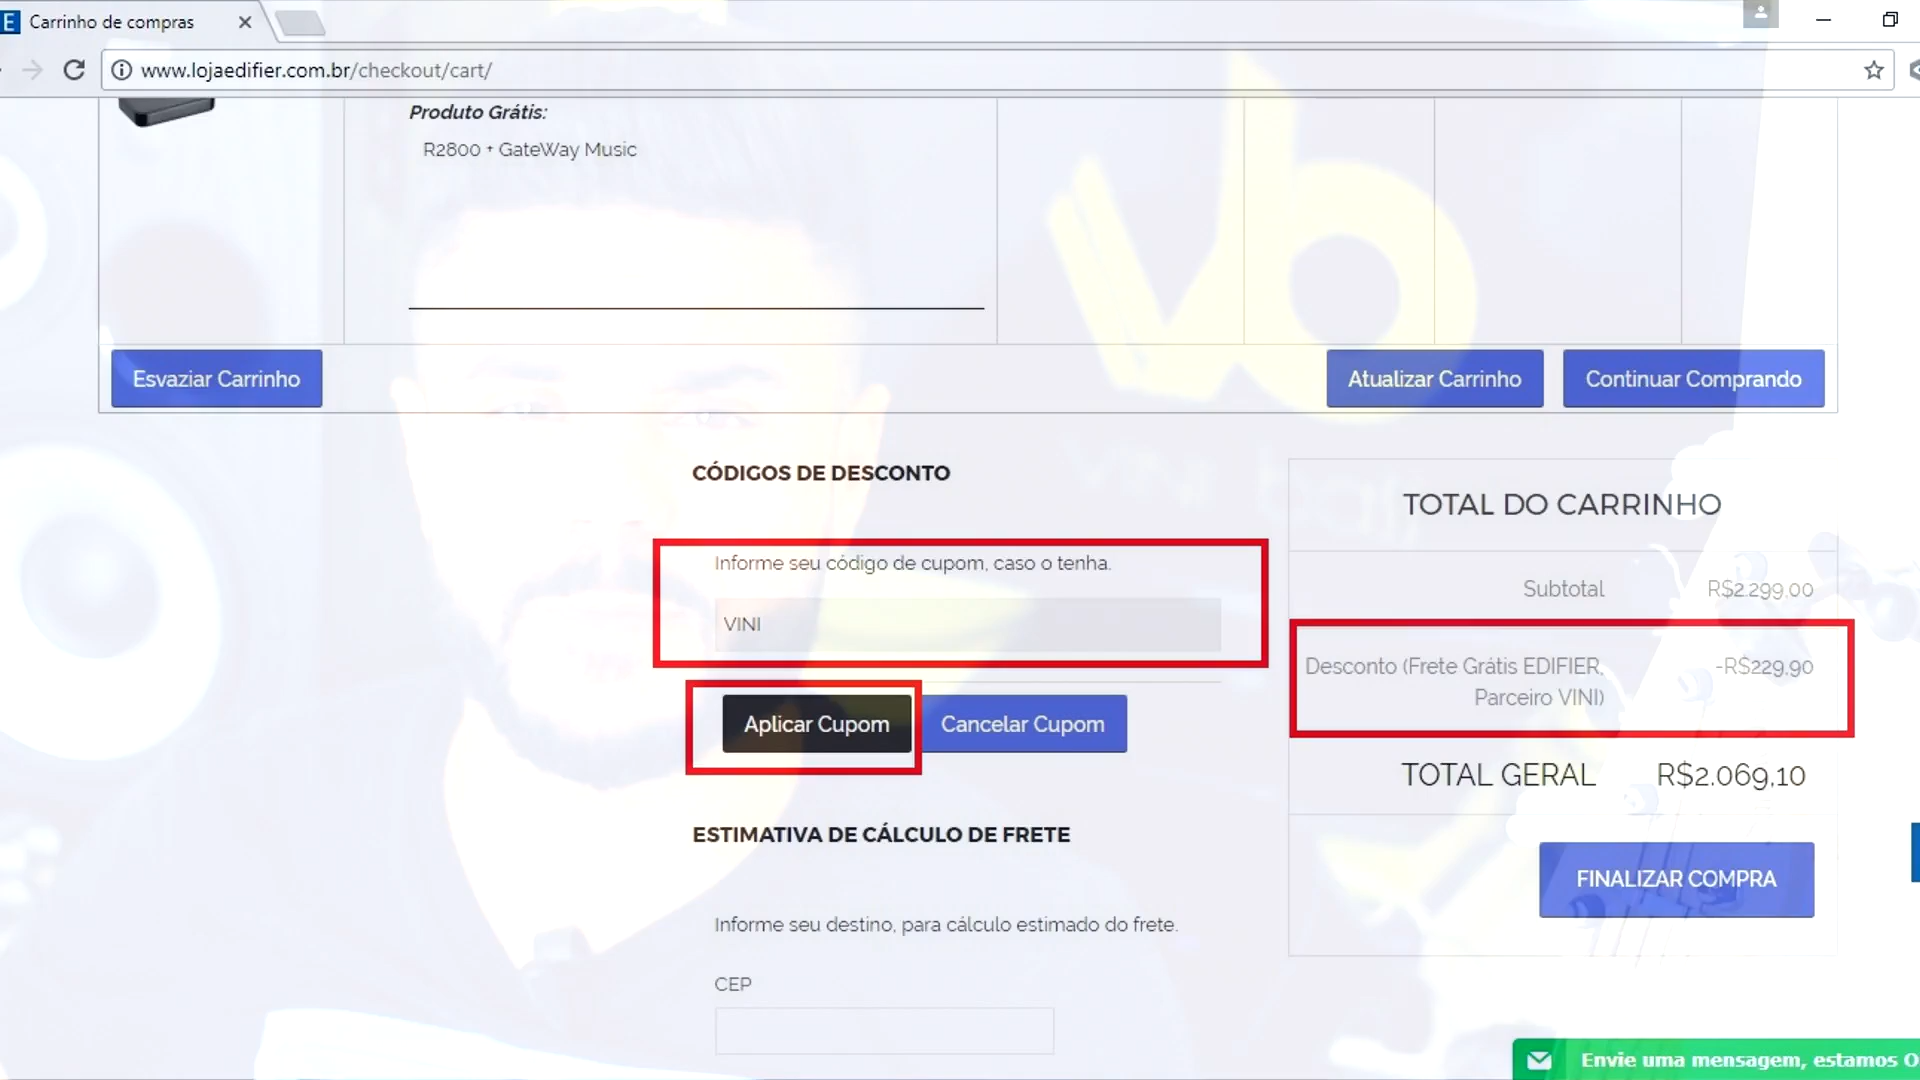 Carrinho de compras
www.lojaedifier.com.br/checkout/cart/
Produto Grátis:
R2800 + GateWay Music
Esvaziar Carrinho
Atualizar Carrinho
Continuar Comprando
CÓDIGOS DE DESCONTO
Informe seu código de cupom, caso o tenha.
VINI
Aplicar Cupom
Cancelar Cupom
TOTAL DO CARRINHO
Subtotal R$2.299,00
Desconto (Frete Grátis EDIFIER, -R$229,90
Parceiro VINI)
TOTAL GERAL R$2.069,10
FINALIZAR COMPRA
ESTIMATIVA DE CÁLCULO DE FRETE
Informe seu destino, para cálculo estimado do frete.
CEP
Envie uma mensagem, estamos O